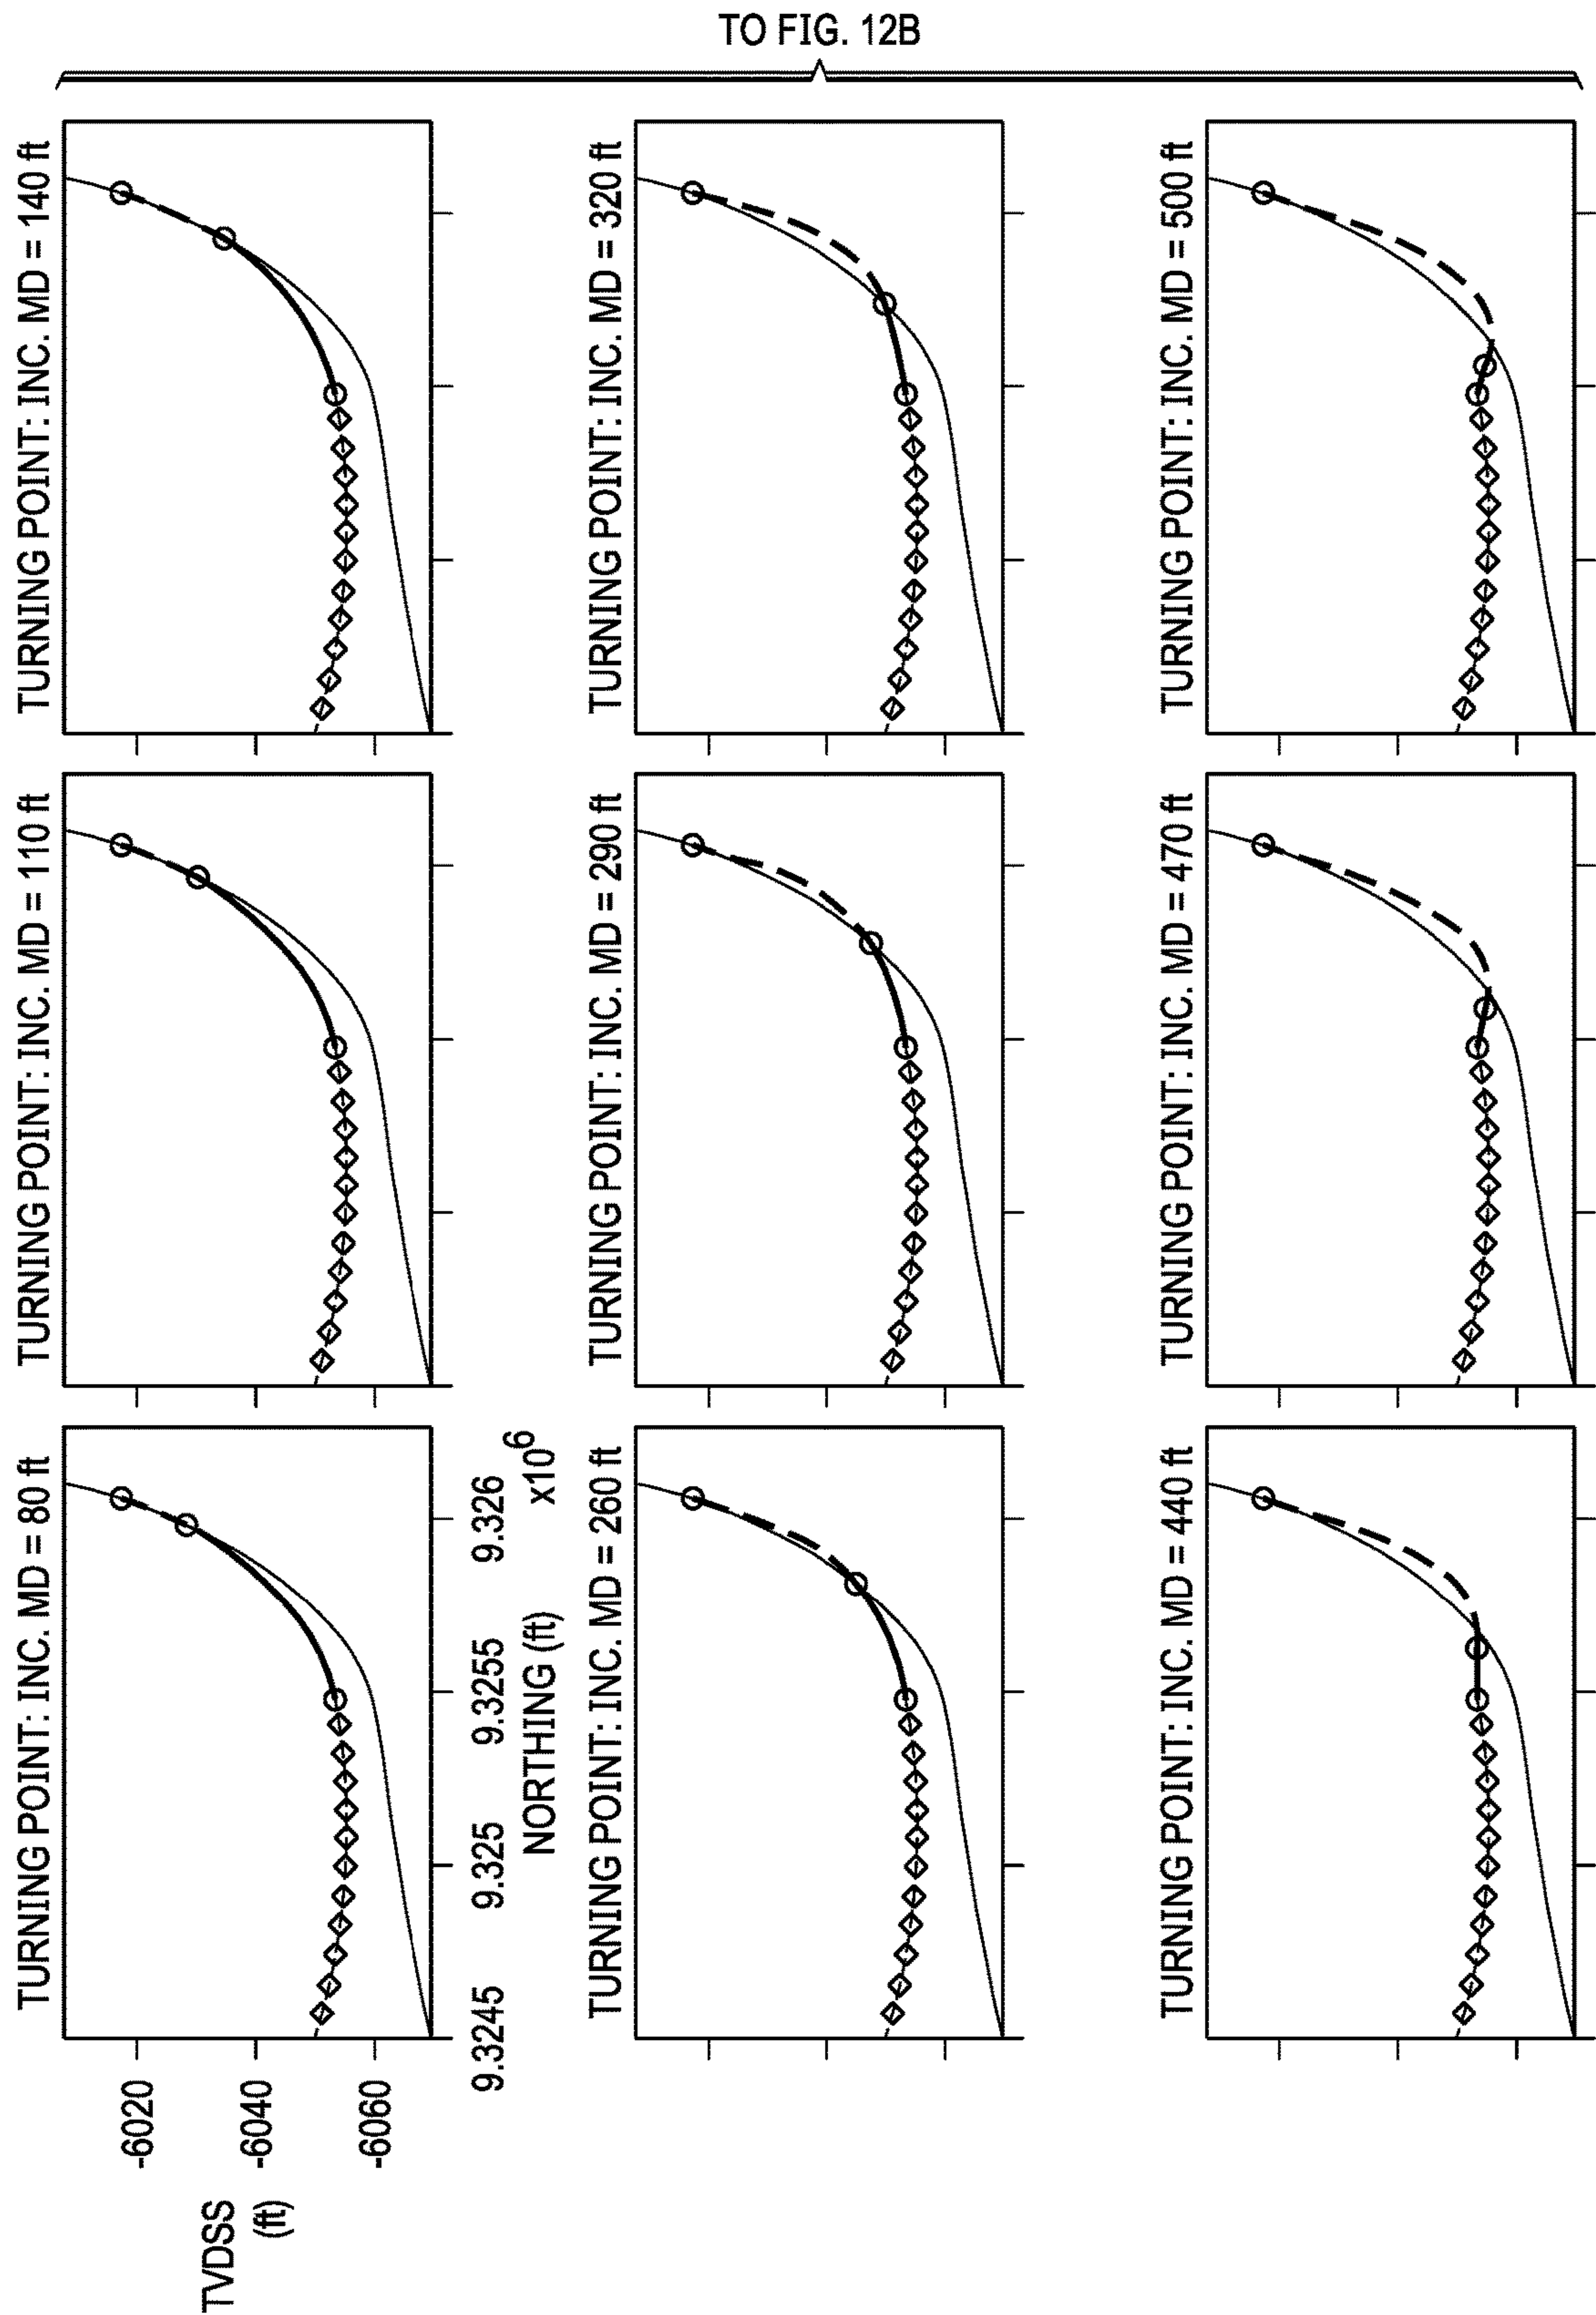 TO FIG. 12B
TURNING POINT: INC. MD = 80 ft
TURNING POINT: INC. MD = 110 ft
TURNING POINT: INC. MD = 140 ft
TVDSS
(ft)
-6020
-6040
-6060
9.3245
9.325
9.3255
9.326
x10⁶
NORTHING (ft)
TURNING POINT: INC. MD = 260 ft
TURNING POINT: INC. MD = 290 ft
TURNING POINT: INC. MD = 320 ft
TURNING POINT: INC. MD = 440 ft
TURNING POINT: INC. MD = 470 ft
TURNING POINT: INC. MD = 500 ft